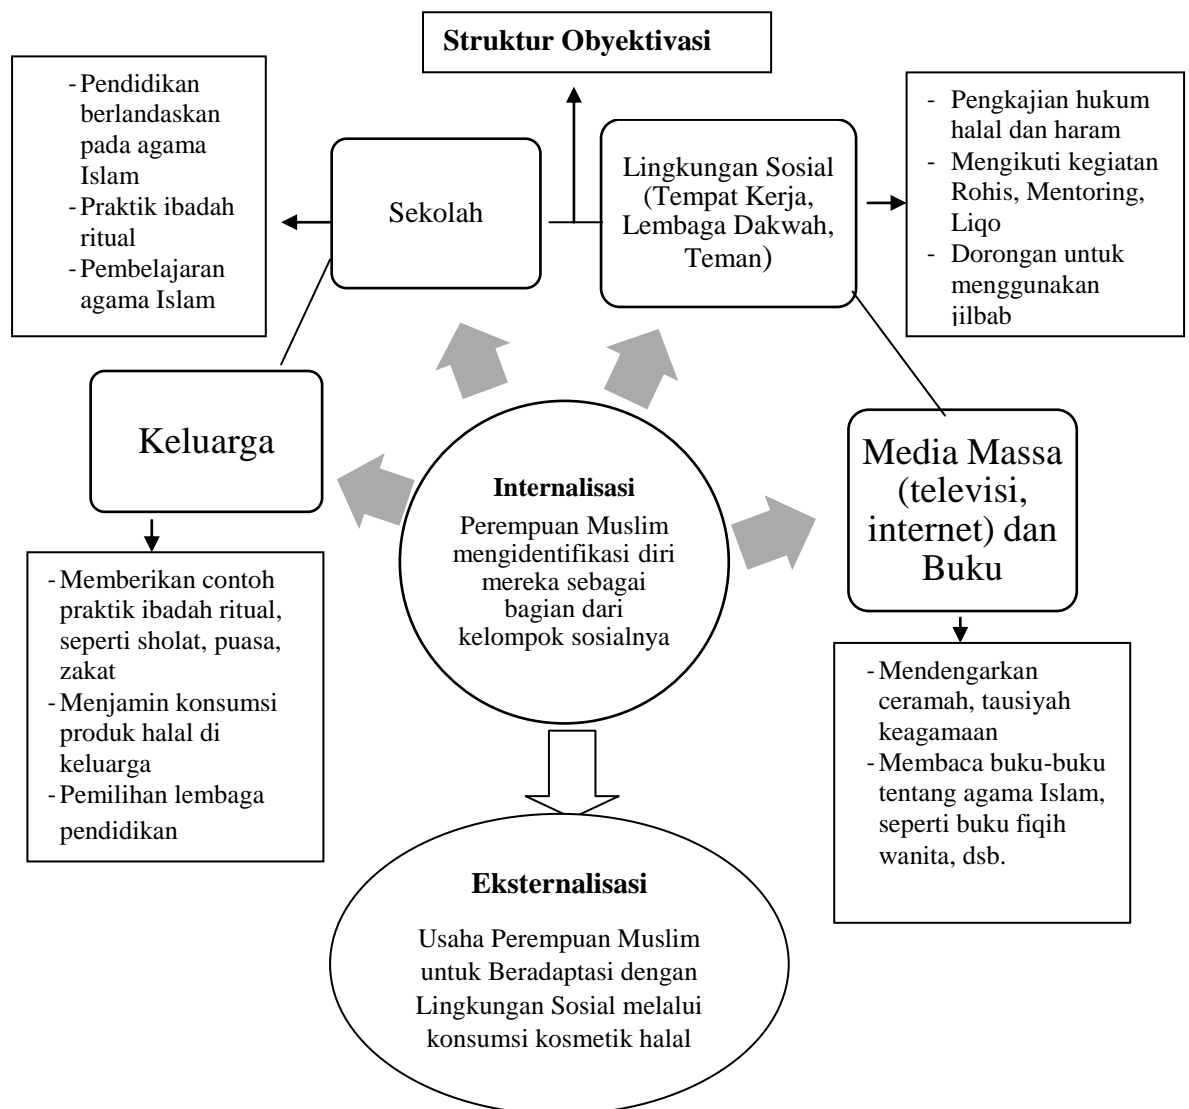 Struktur Obyektivasi
- Pendidikan
berlandaskan
pada agama
Islam
- Praktik ibadah
ritual
- Pembelajaran
agama Islam
Sekolah
Lingkungan Sosial
(Tempat Kerja,
Lembaga Dakwah,
Teman)
- Pengkajian hukum
halal dan haram
- Mengikuti kegiatan
Rohis, Mentoring,
Liqo
- Dorongan untuk
menggunakan
jilbab
Keluarga
Internalisasi
Perempuan Muslim
mengidentifikasi diri
mereka sebagai
bagian dari
kelompok sosialnya
Media Massa
(televisi,
internet) dan
Buku
- Memberikan contoh
praktik ibadah ritual,
seperti sholat, puasa,
zakat
- Menjamin konsumsi
produk halal di
keluarga
- Pemilihan lembaga
pendidikan
- Mendengarkan
ceramah, tausiyah
keagamaan
- Membaca buku-buku
tentang agama Islam,
seperti buku fiqih
wanita, dsb.
Eksternalisasi
Usaha Perempuan Muslim
untuk Beradaptasi dengan
Lingkungan Sosial melalui
konsumsi kosmetik halal